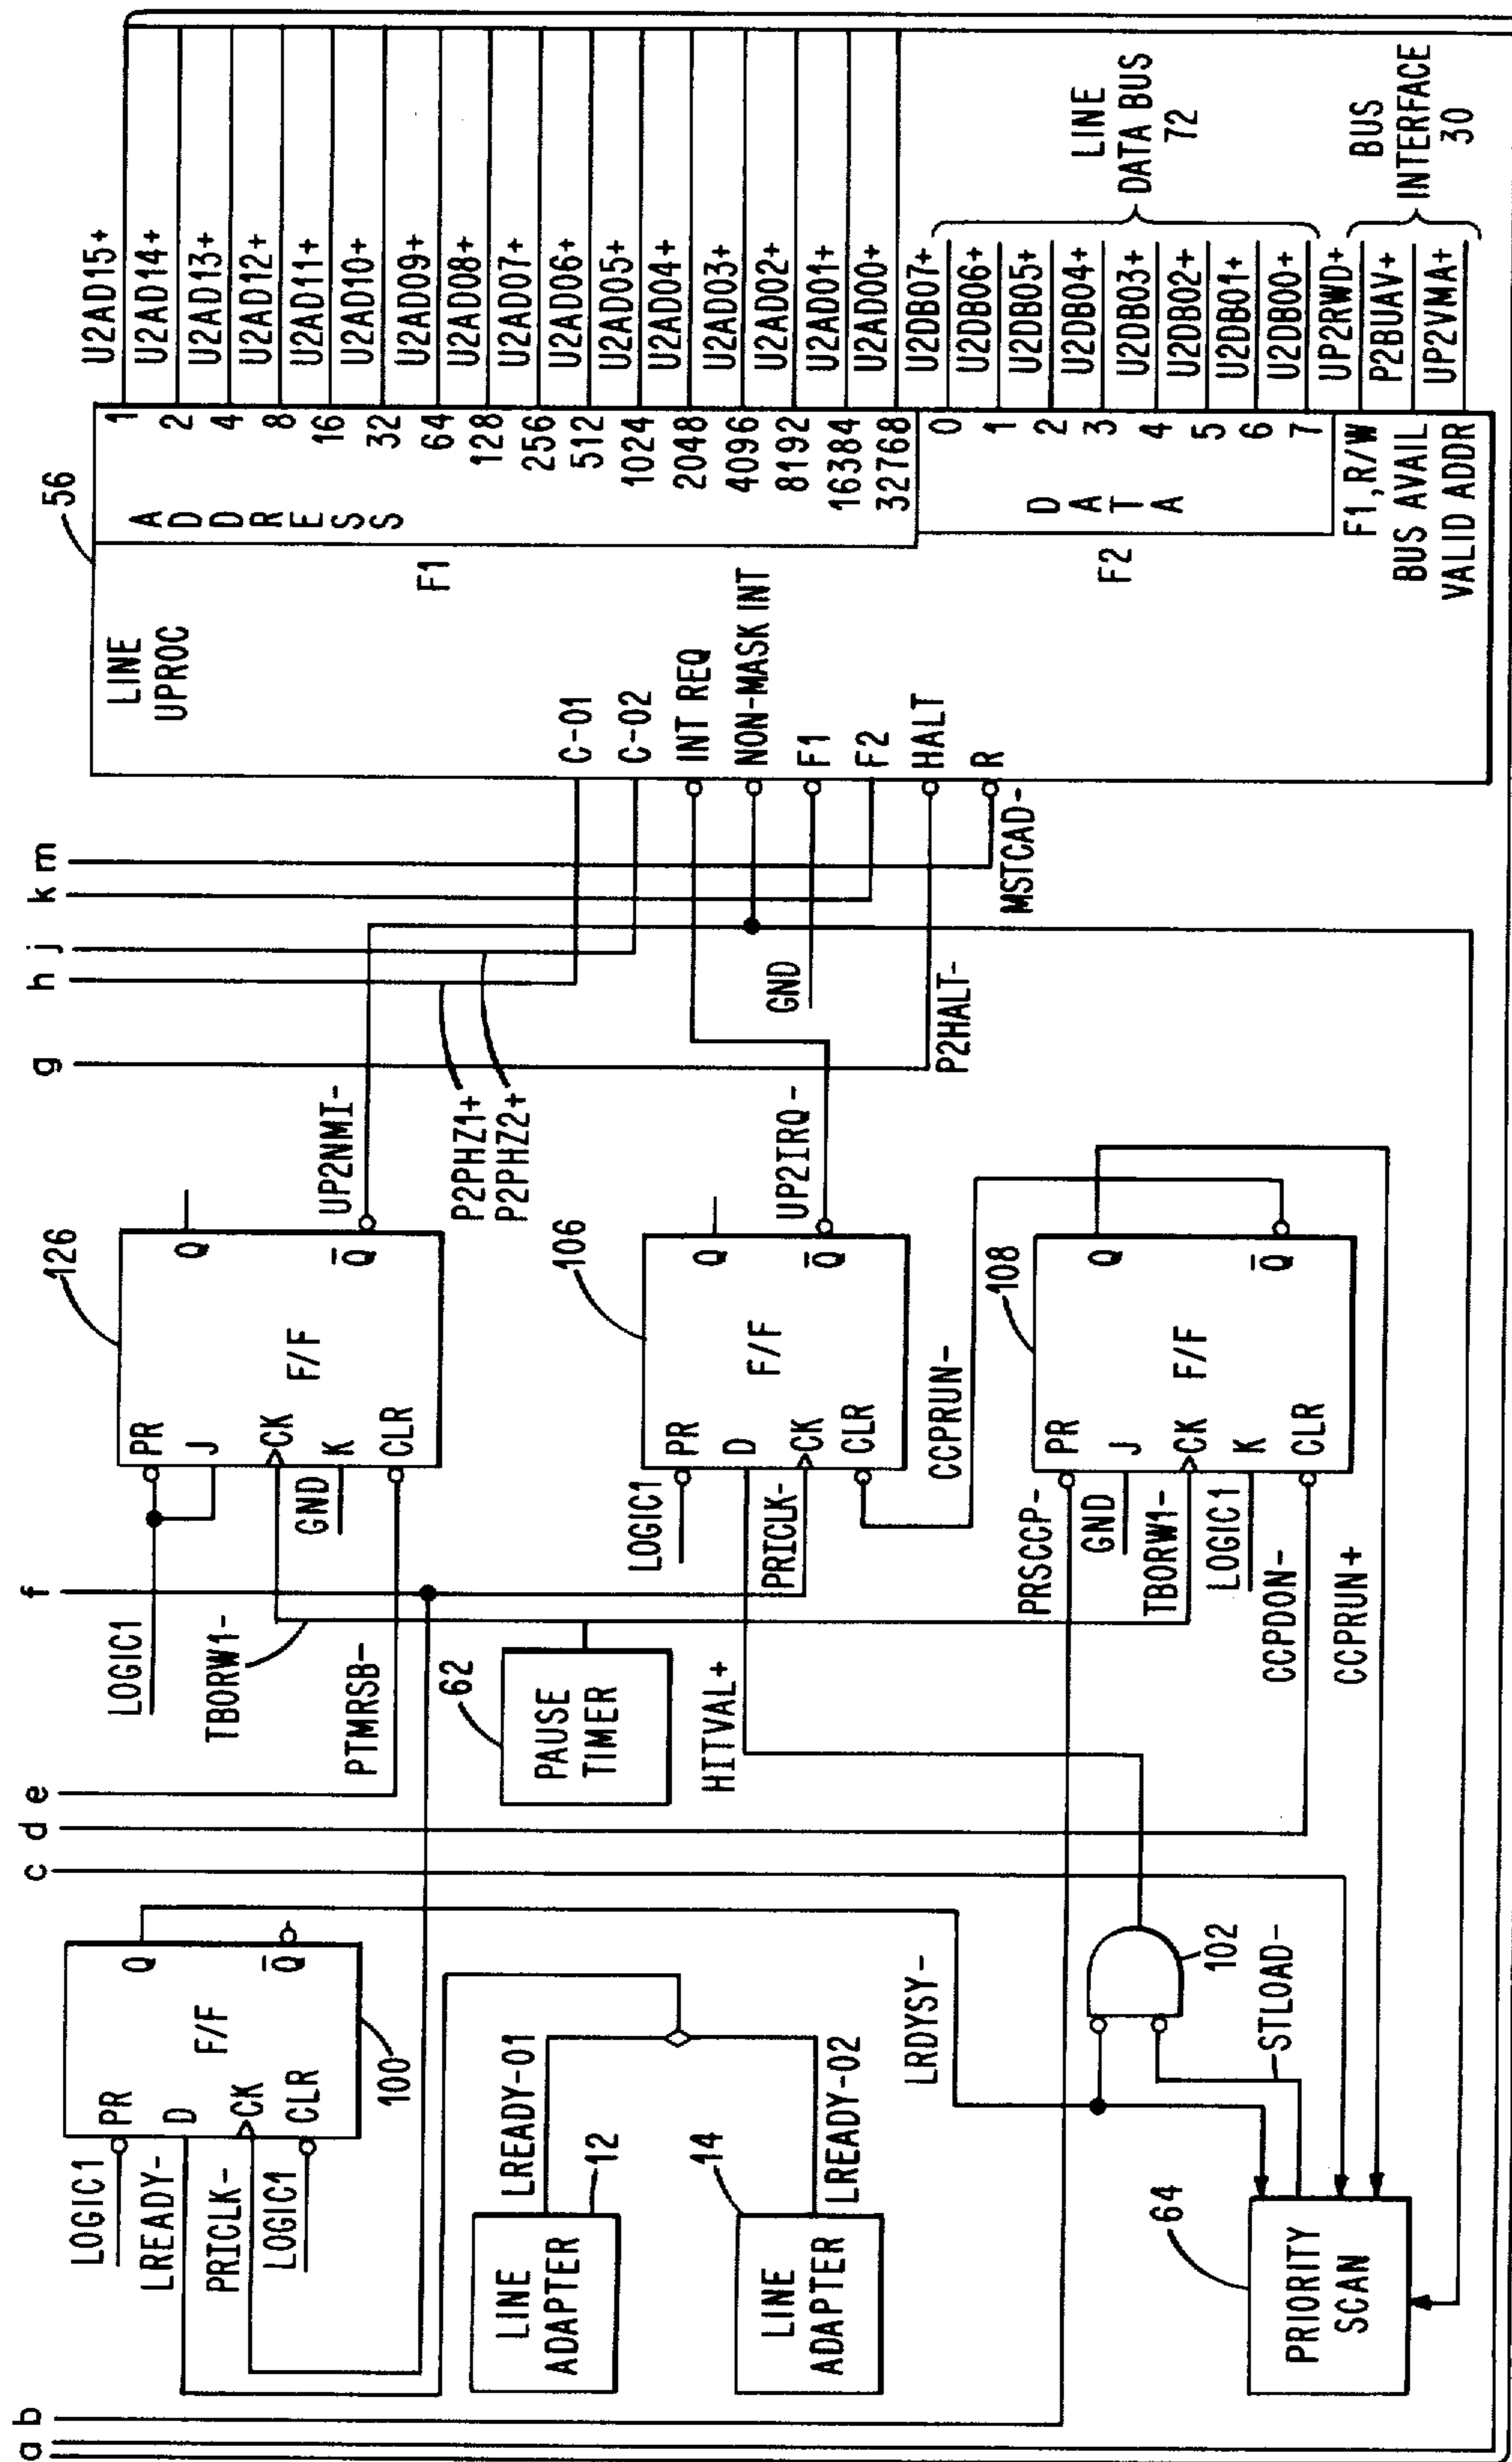 a
b
c
d
e
f
g
h
j
k
m
LOGIC1
LREADY-
PRICLK-
LOGIC1
PR
D
CK
CLR
F/F
Q
Q̅
100
LINE
ADAPTER
12
LREADY-01
LINE
ADAPTER
14
LREADY-02
LRDYSY-
102
STLOAD-
64
PRIORITY
SCAN
LOGIC1
TBORW1-
PTMRSB-
GND
PR
J
CK
K
CLR
F/F
Q
Q̅
126
UP2NMI-
62
PAUSE
TIMER
HITVAL+
LOGIC1
PRICLK-
PR
D
CK
CLR
F/F
Q
Q̅
106
UP2IRQ-
CCPRUN-
PRSCCP-
GND
TBORW1-
LOGIC1
CCPDON-
CCPRUN+
PR
J
CK
K
CLR
F/F
Q
Q̅
108
P2PHZ1+
P2PHZ2+
GND
P2HALT-
MSTCAD-
56
LINE
UPROC
C-01
C-02
INT REQ
NON-MASK INT
F1
F2
HALT
R
F1
ADDRESS
1
2
4
8
16
32
64
128
256
512
1024
2048
4096
8192
16384
32768
F2
DATA
0
1
2
3
4
5
6
7
F1,R/W
BUS AVAIL
VALID ADDR
U2AD15+
U2AD14+
U2AD13+
U2AD12+
U2AD11+
U2AD10+
U2AD09+
U2AD08+
U2AD07+
U2AD06+
U2AD05+
U2AD04+
U2AD03+
U2AD02+
U2AD01+
U2AD00+
U2DB07+
U2DB06+
U2DB05+
U2DB04+
U2DB03+
U2DB02+
U2DB01+
U2DB00+
UP2RWD+
P2BUAV+
UP2VMA+
LINE
DATA BUS
72
BUS
INTERFACE
30